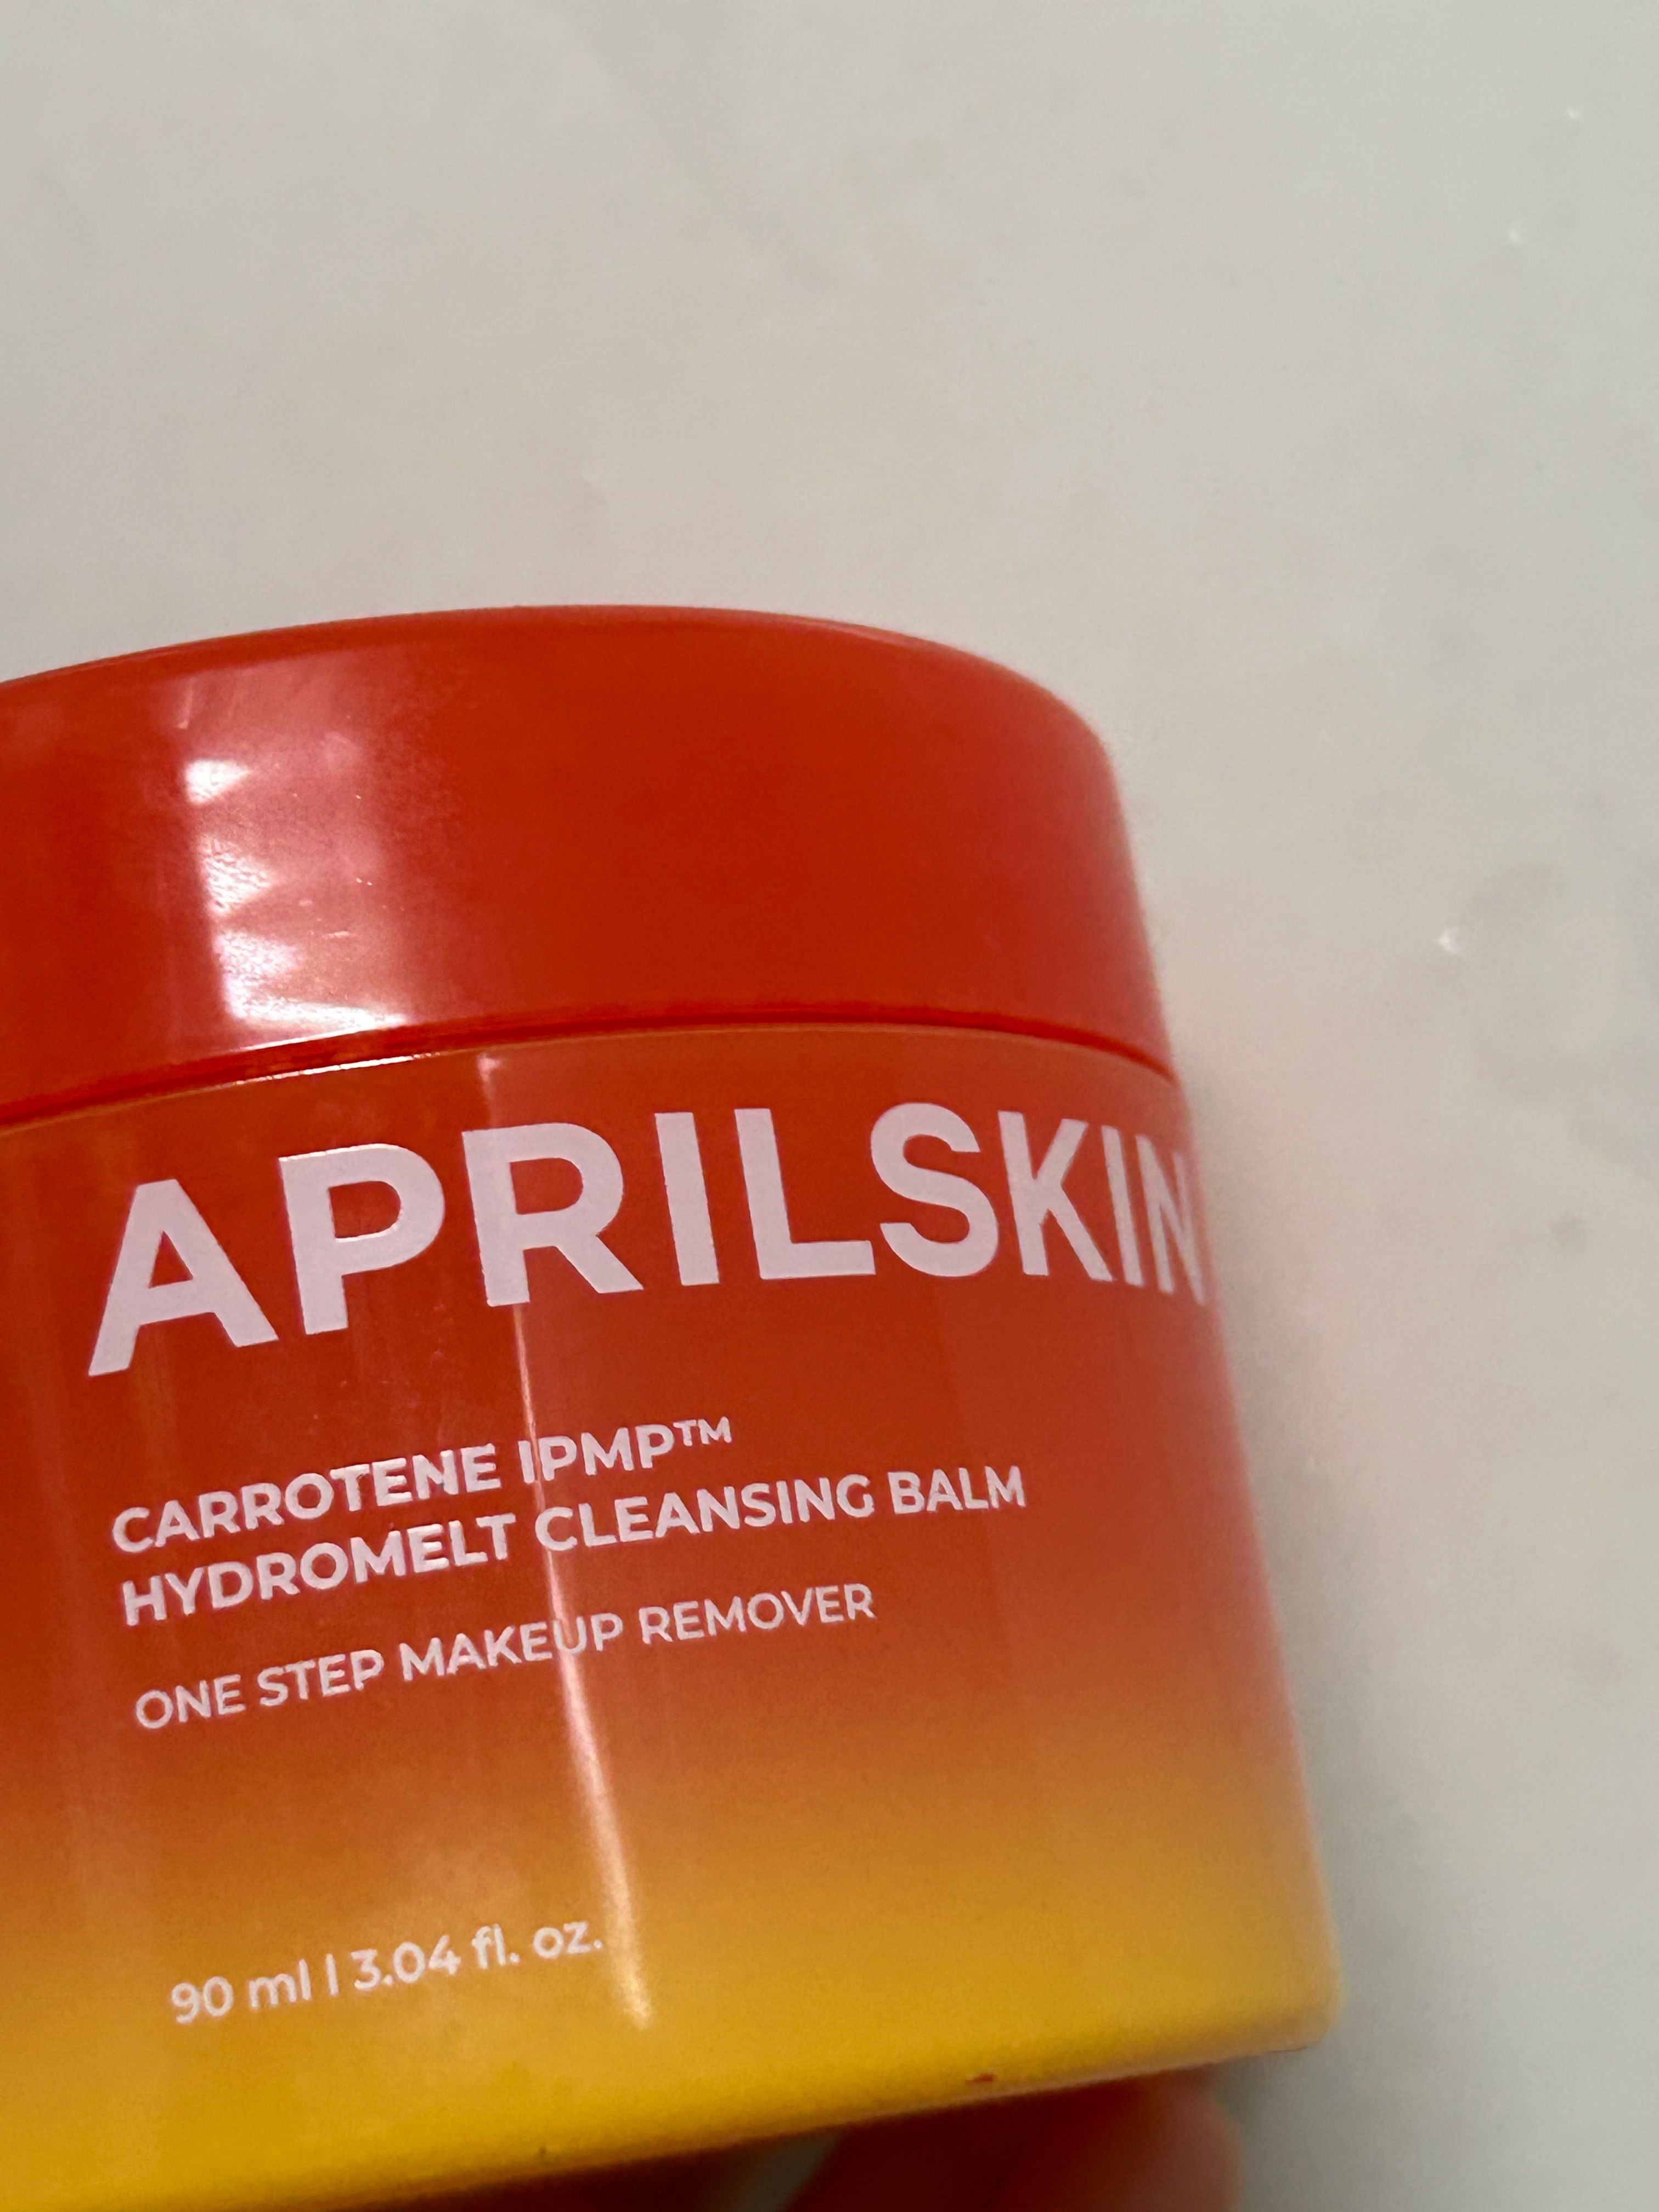 APRILSKIN
CARROTENE IPMP™
HYDROMELT CLEANSING BALM
ONE STEP MAKEUP REMOVER
90 ml | 3.04 fl. oz.